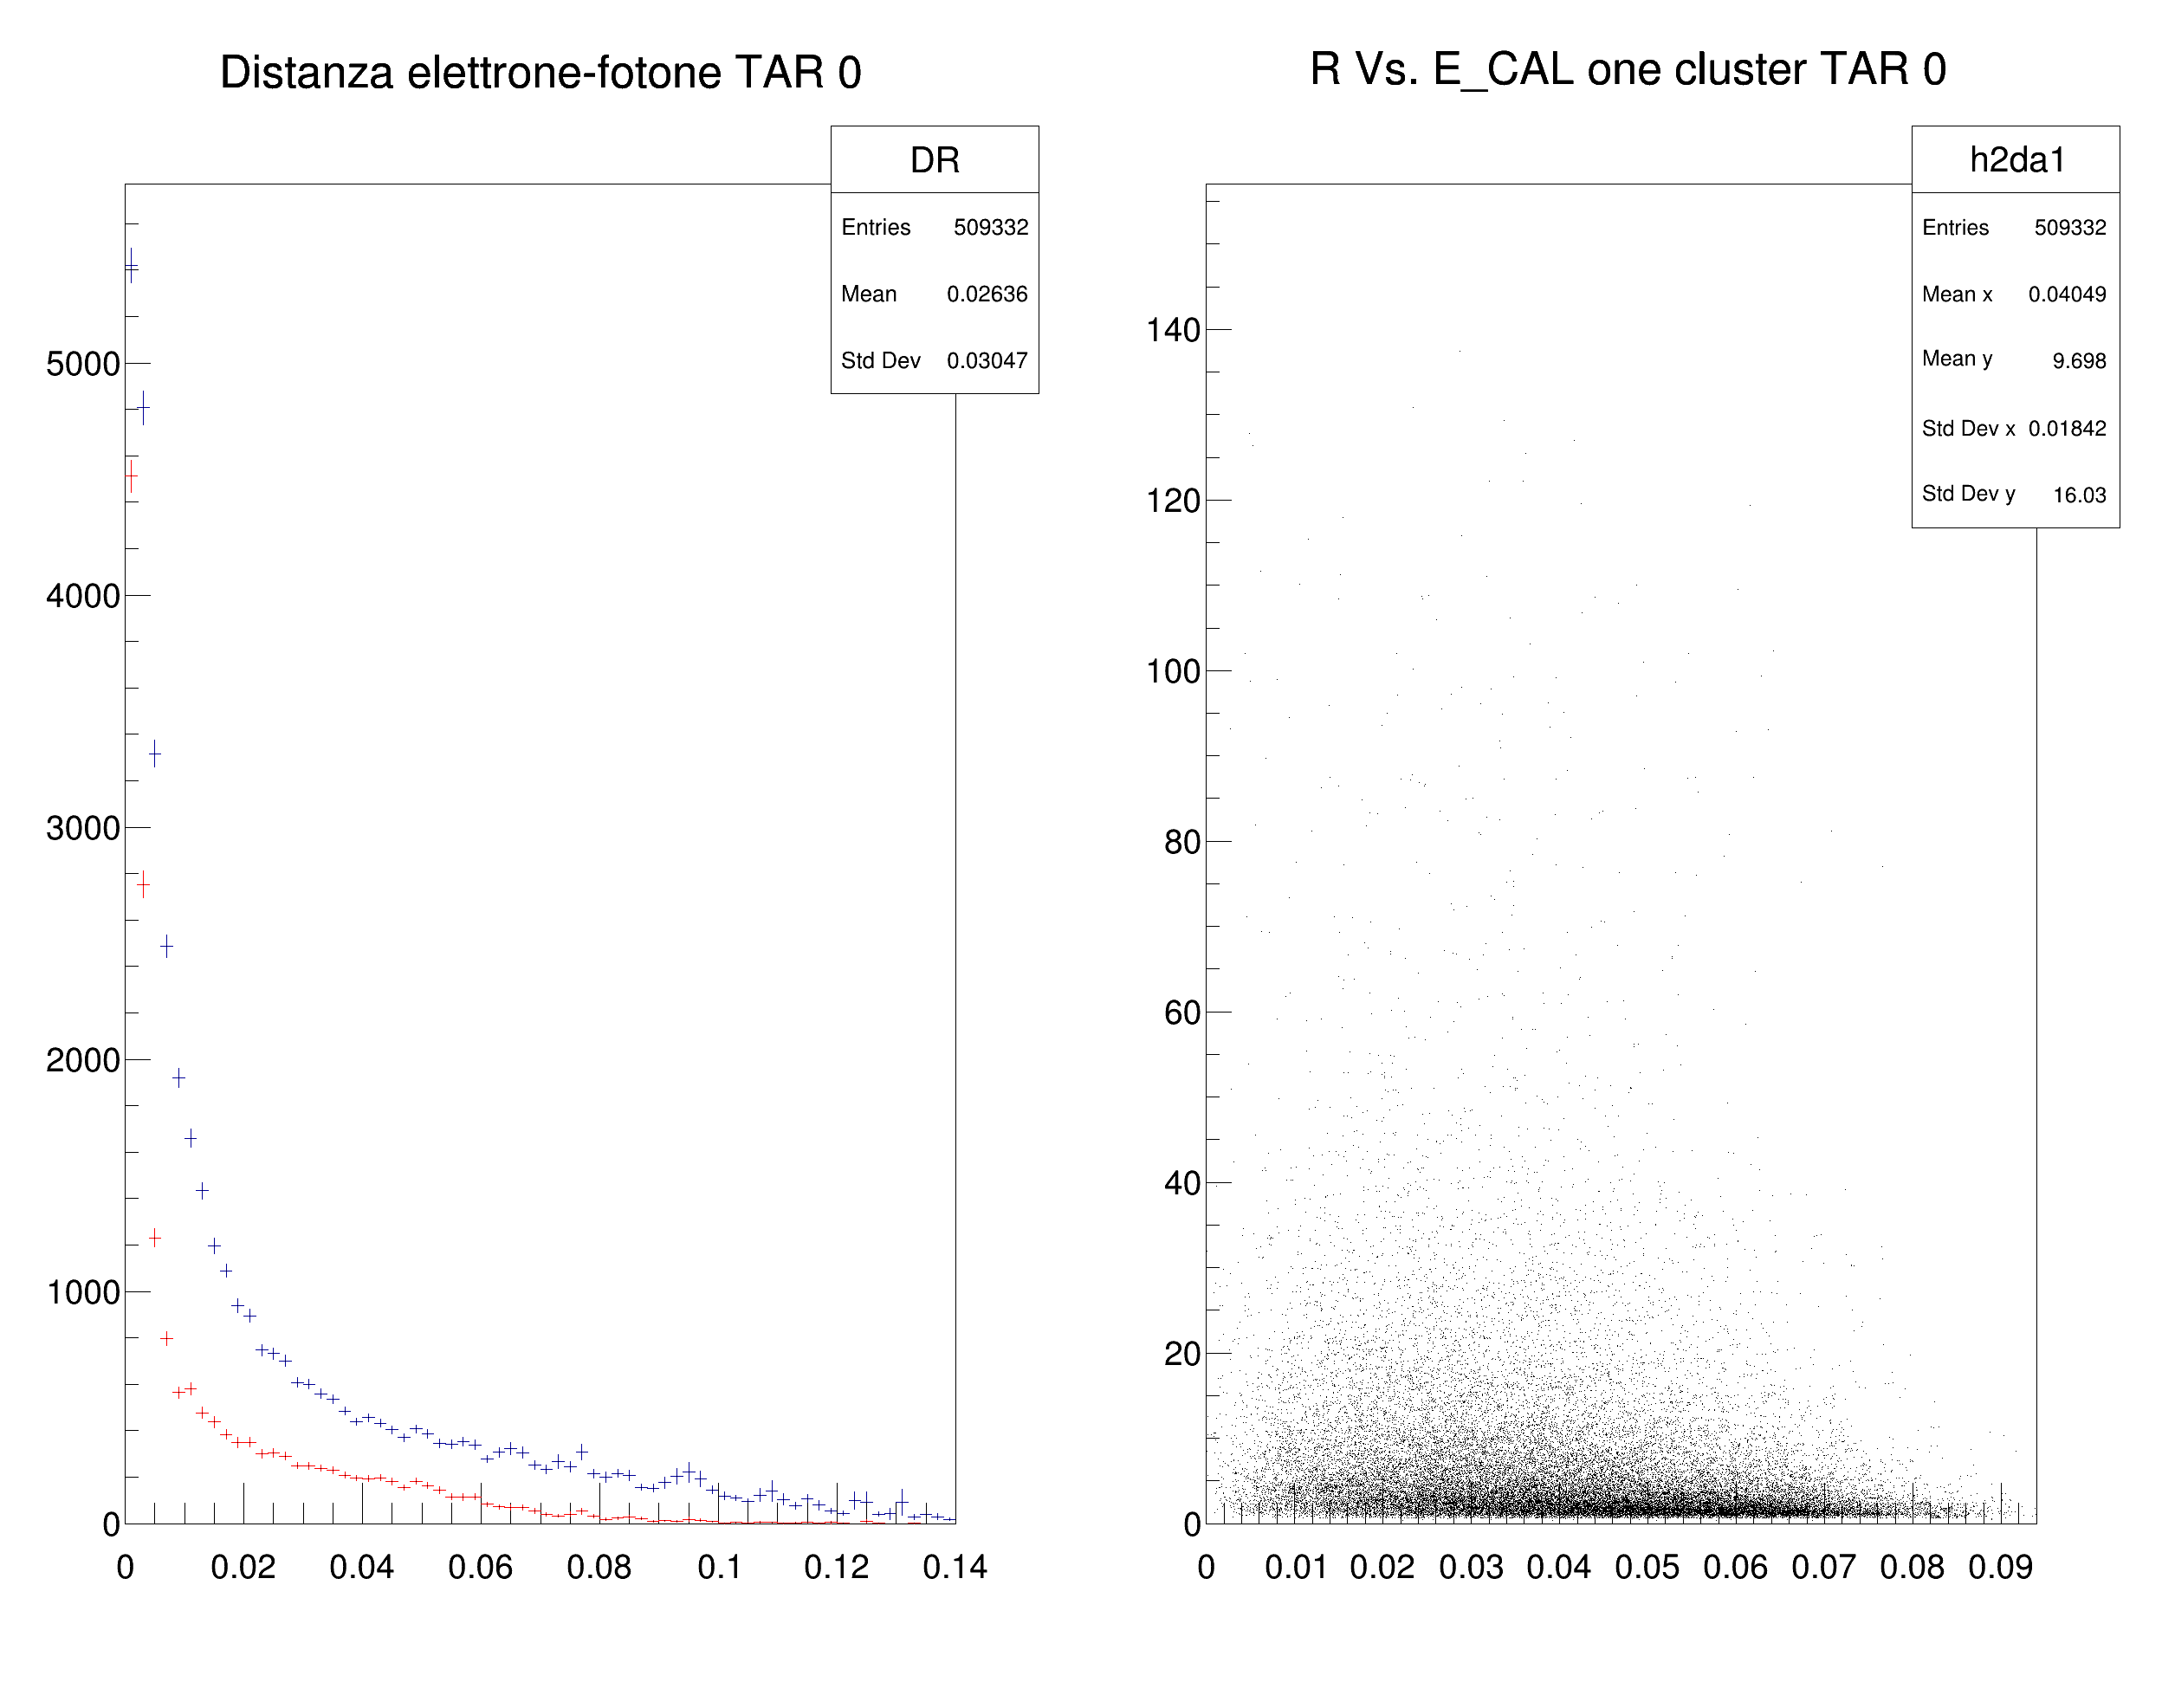 Distanza elettrone-fotone TAR 0
DR
Entries 509332
Mean 0.02636
Std Dev 0.03047
5000
4000
3000
2000
1000
0
0 0.02 0.04 0.06 0.08 0.1 0.12 0.14
R Vs. E_CAL one cluster TAR 0
h2da1
Entries 509332
Mean x 0.04049
Mean y 9.698
Std Dev x 0.01842
Std Dev y 16.03
140
120
100
80
60
40
20
0
0 0.01 0.02 0.03 0.04 0.05 0.06 0.07 0.08 0.09